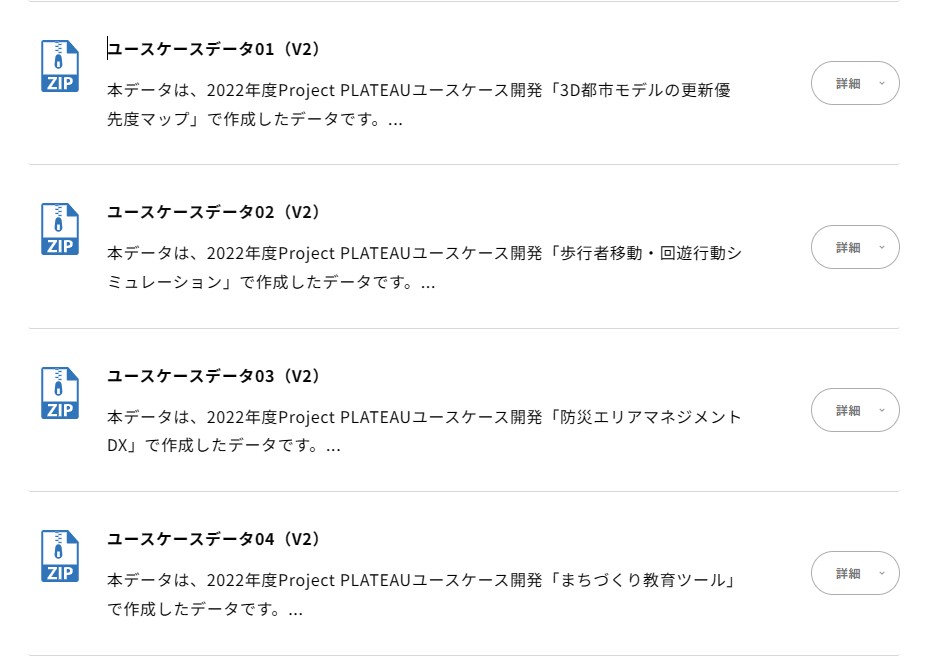 ZIP
ユースケースデータ01（V2）
本データは、2022年度Project PLATEAUユースケース開発「3D都市モデルの更新優
先度マップ」で作成したデータです。...
詳細
ZIP
ユースケースデータ02（V2）
本データは、2022年度Project PLATEAUユースケース開発「歩行者移動・回遊行動シ
ミュレーション」で作成したデータです。...
詳細
ZIP
ユースケースデータ03（V2）
本データは、2022年度Project PLATEAUユースケース開発「防災エリアマネジメント
DX」で作成したデータです。...
詳細
ZIP
ユースケースデータ04（V2）
本データは、2022年度Project PLATEAUユースケース開発「まちづくり教育ツール」
で作成したデータです。...
詳細